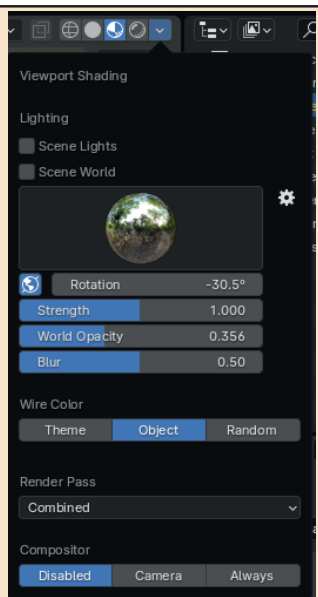 Viewport Shading
Lighting
Scene Lights
Scene World
Rotation -30.5°
Strength 1.000
World Opacity 0.356
Blur 0.50
Wire Color
Theme Object Random
Render Pass
Combined
Compositor
Disabled Camera Always